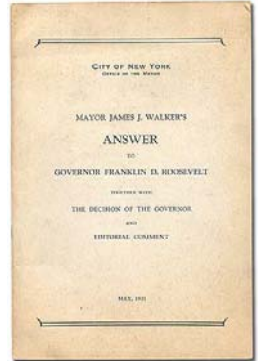 CITY OF NEW YORK
OFFICE OF THE MAYOR
MAYOR JAMES J. WALKER'S
ANSWER
TO
GOVERNOR FRANKLIN D. ROOSEVELT
TOGETHER WITH
THE DECISION OF THE GOVERNOR
AND
EDITORIAL COMMENT
MAY, 1931